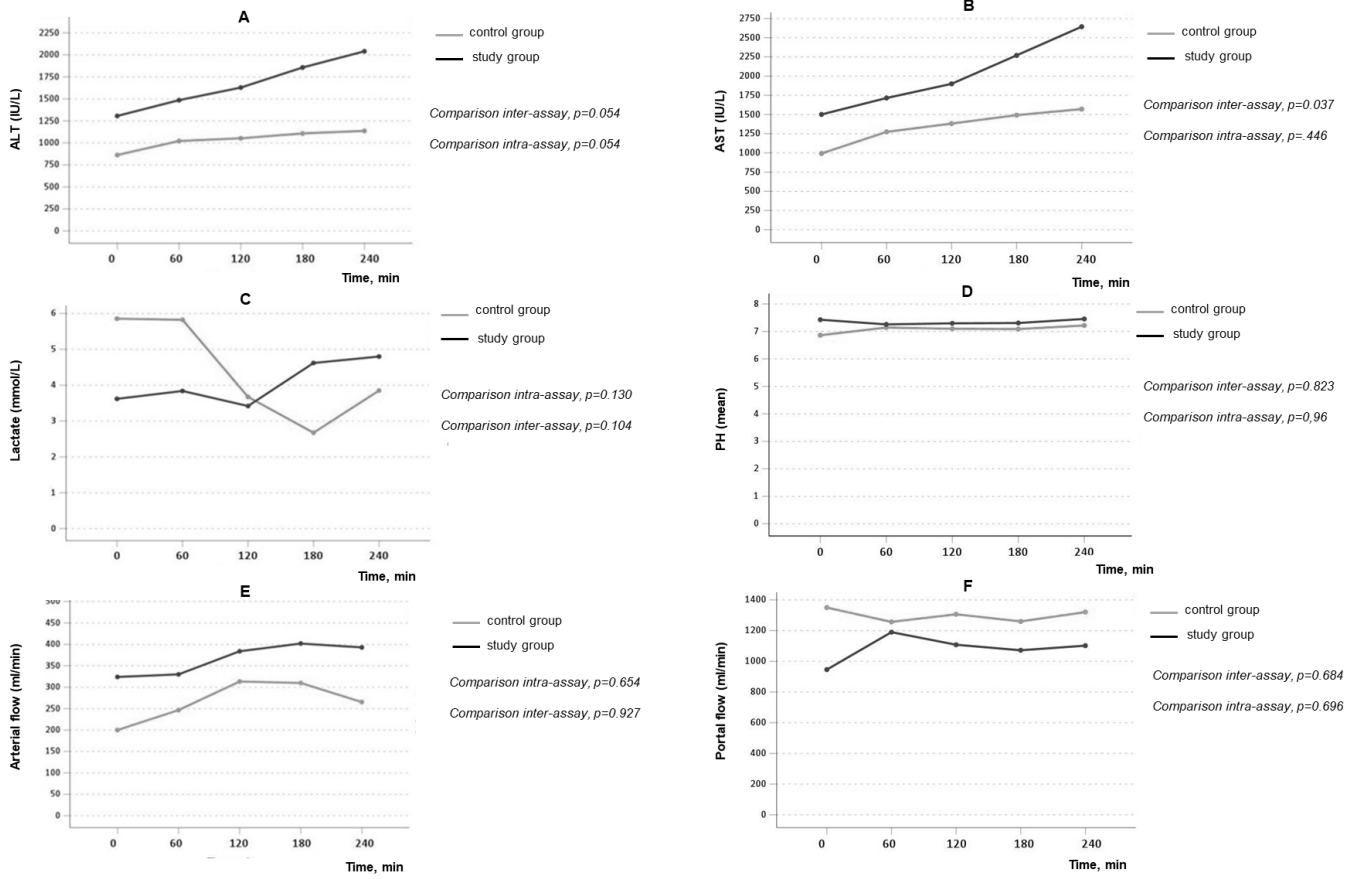 A
ALT (IU/L)
2250
2000
1750
1500
1250
1000
750
500
250
0
0 60 120 180 240
Time, min
control group
study group
Comparison inter-assay, p=0.054
Comparison intra-assay, p=0.054
B
AST (IU/L)
2750
2500
2250
2000
1750
1500
1250
1000
750
500
250
0
0 60 120 180 240
Time, min
control group
study group
Comparison inter-assay, p=0.037
Comparison intra-assay, p=.446
C
Lactate (mmol/L)
6
5
4
3
2
1
0
0 60 120 180 240
Time, min
control group
study group
Comparison intra-assay, p=0.130
Comparison inter-assay, p=0.104
D
PH (mean)
8
7
6
5
4
3
2
1
0
0 60 120 180 240
Time, min
control group
study group
Comparison inter-assay, p=0.823
Comparison intra-assay, p=0,96
E
Arterial flow (ml/min)
500
450
400
350
300
250
200
150
100
50
0
0 60 120 180 240
Time, min
control group
study group
Comparison intra-assay, p=0.654
Comparison inter-assay, p=0.927
F
Portal flow (ml/min)
1400
1200
1000
800
600
400
200
0
0 60 120 180 240
Time, min
control group
study group
Comparison inter-assay, p=0.684
Comparison intra-assay, p=0.696